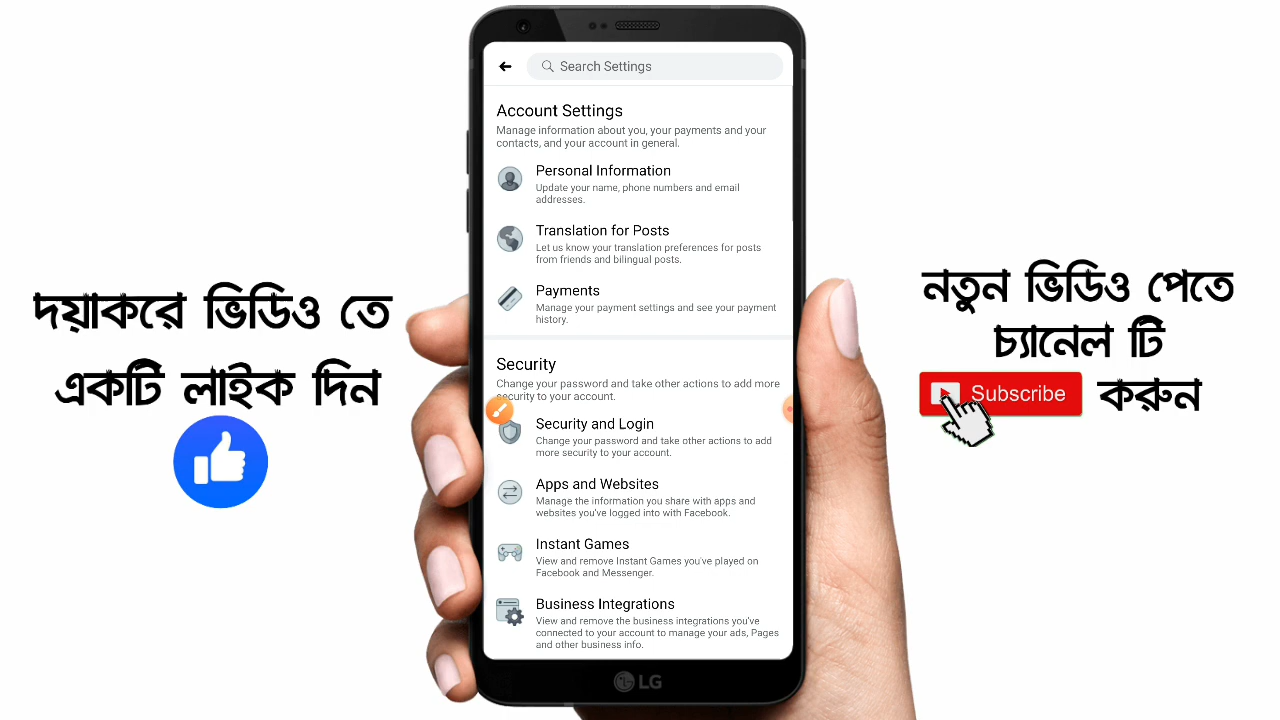 Search Settings
Account Settings
Manage information about you, your payments and your
contacts, and your account in general.
Personal Information
Update your name, phone numbers and email
addresses.
Translation for Posts
Let us know your translation preferences for posts
from friends and bilingual posts.
Payments
Manage your payment settings and see your payment
history.
Security
Change your password and take other actions to add more
security to your account.
Security and Login
Change your password and take other actions to add
more security to your account.
Apps and Websites
Manage the information you share with apps and
websites you've logged into with Facebook.
Instant Games
View and remove Instant Games you've played on
Facebook and Messenger.
Business Integrations
View and remove the business integrations you've
connected to your account to manage your ads, Pages
and other business info.
LG
দয়াকরে ভিডিও তে
একটি লাইক দিন
নতুন ভিডিও পেতে
চ্যানেল টি
Subscribe করুন